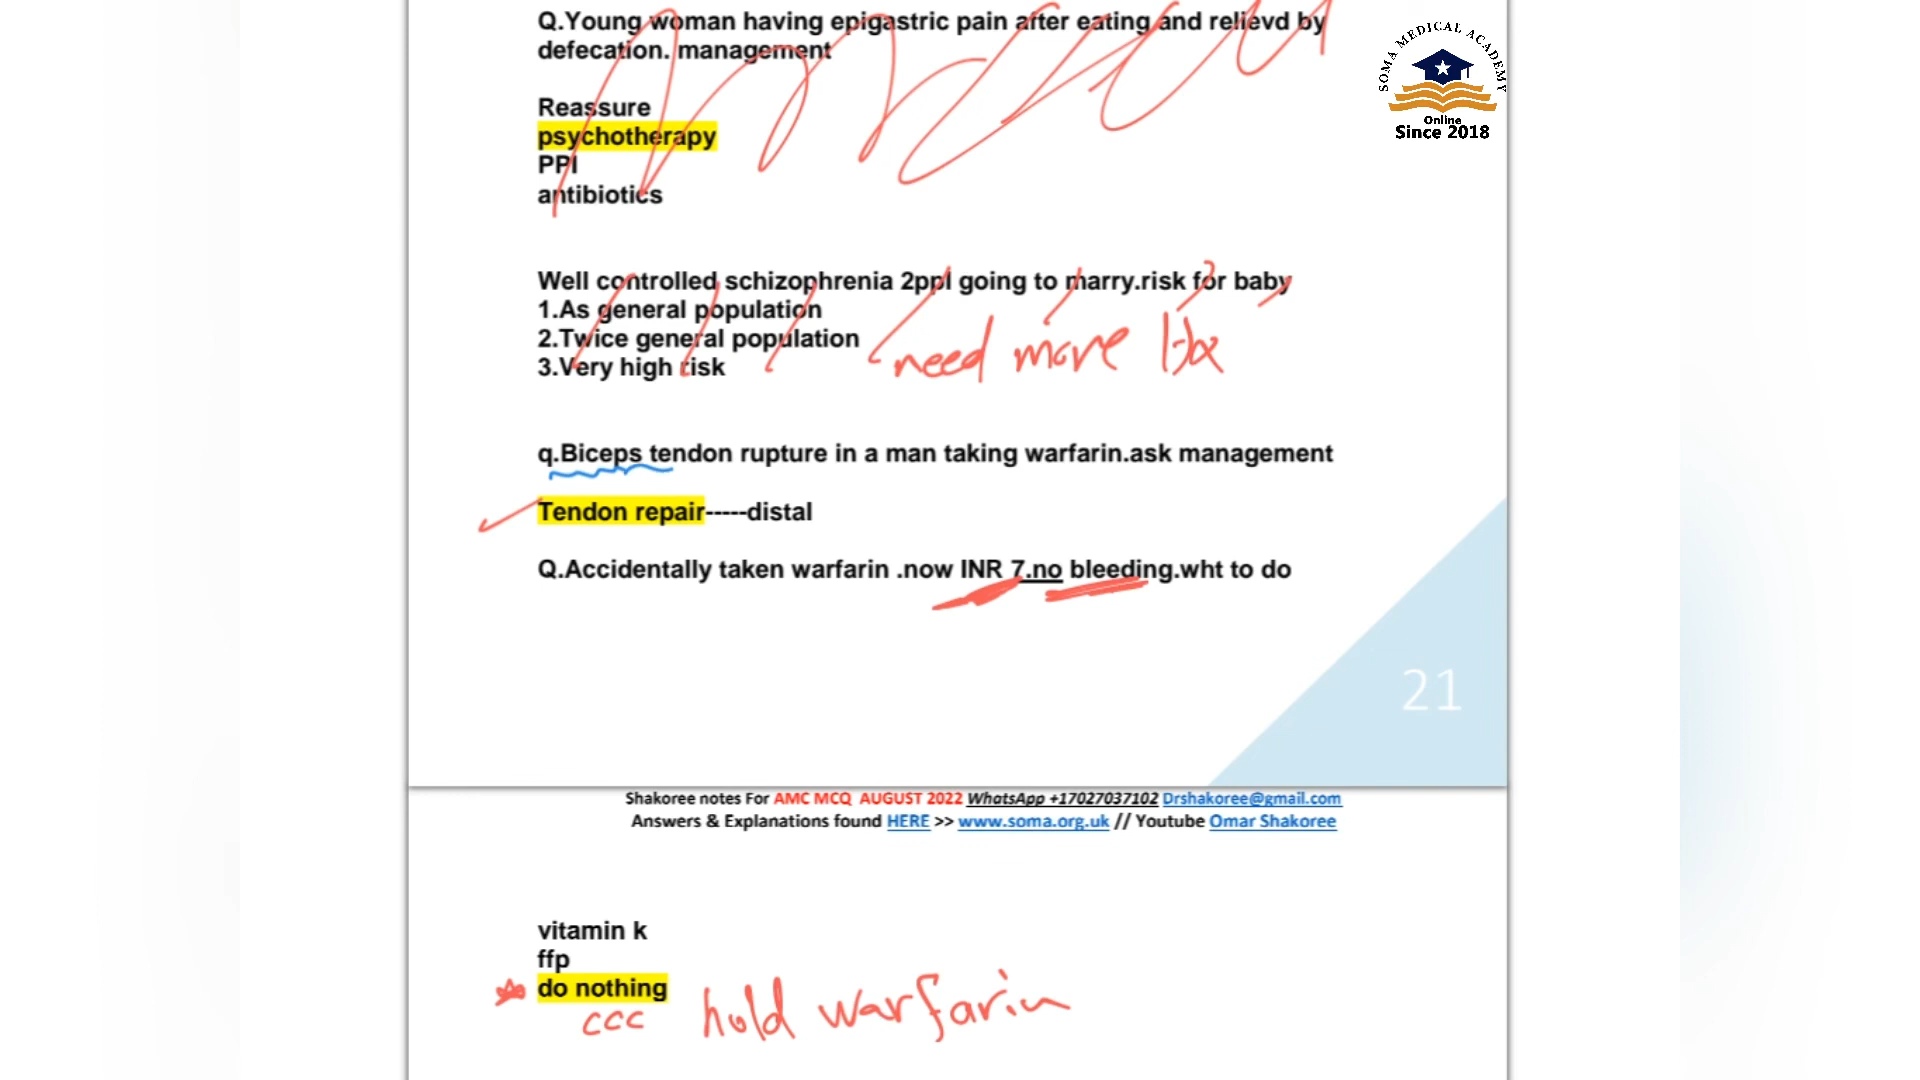 Q.Young woman having epigastric pain after eating and relievd by
defecation. management
SOMA MEDICAL ACADEMY
Online
Since 2018
Reassure
psychotherapy
PPI
antibiotics
Well controlled schizophrenia 2ppl going to marry.risk for baby
1.As general population
2.Twice general population
3.Very high risk
need more
q.Biceps tendon rupture in a man taking warfarin.ask management
Tendon repair-----distal
Q.Accidentally taken warfarin .now INR 7.no bleeding.wht to do
21
Shakoree notes For AMC MCQ AUGUST 2022 WhatsApp +17027037102 Drshakoree@gmail.com
Answers & Explanations found HERE >> www.soma.org.uk // Youtube Omar Shakoree
vitamin k
ffp
do nothing
ccc hold warfarin